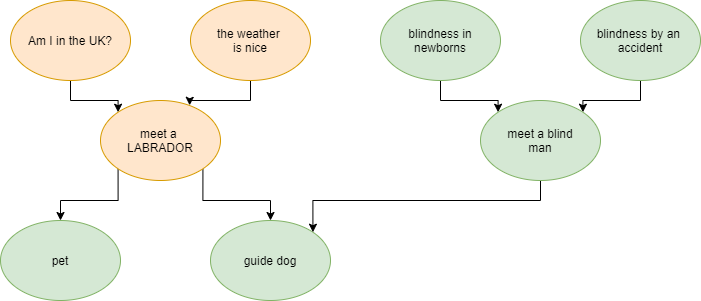 Am I in the UK?
the weather
is nice
blindness in
newborns
blindness by an
accident
meet a
LABRADOR
meet a blind
man
pet
guide dog